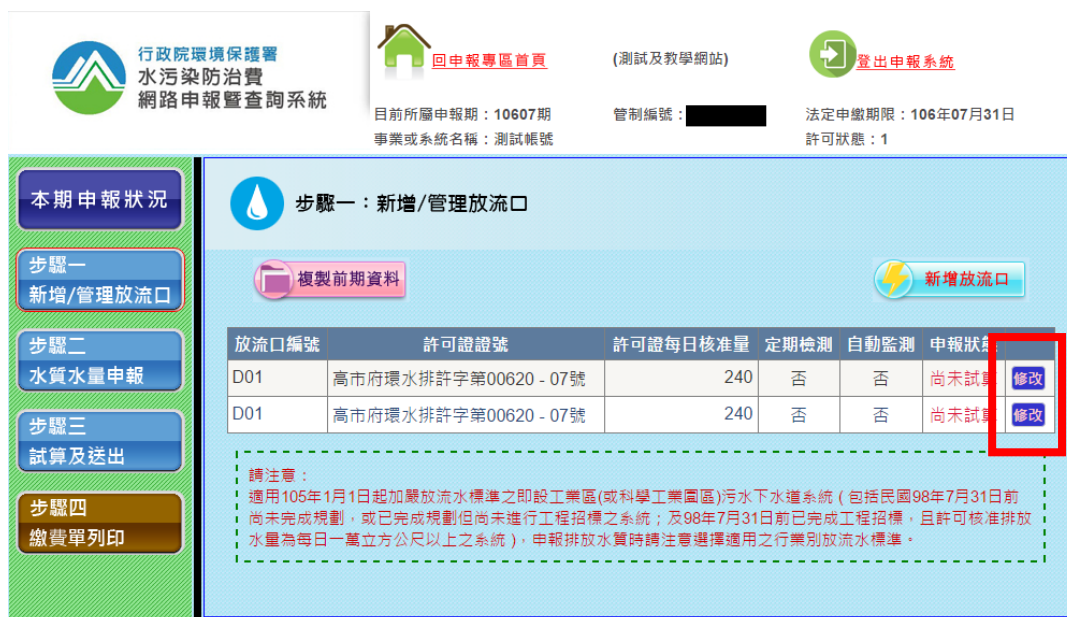 行政院環境保護署
水污染防治費
網路申報暨查詢系統
回申報專區首頁
(測試及教學網站)
登出申報系統
目前所屬申報期：10607期
管制編號：
法定申繳期限：106年07月31日
事業或系統名稱：測試帳號
許可狀態：1
本期申報狀況
步驟一
新增/管理放流口
步驟二
水質水量申報
步驟三
試算及送出
步驟四
繳費單列印
步驟一：新增/管理放流口
複製前期資料
新增放流口
放流口編號 許可證證號 許可證每日核准量 定期檢測 自動監測 申報狀態
D01 高市府環水排許字第00620 - 07號 240 否 否 尚未試算 修改
D01 高市府環水排許字第00620 - 07號 240 否 否 尚未試算 修改
請注意：
適用105年1月1日起加嚴放流水標準之即設工業區(或科學工業園區)污水下水道系統 ( 包括民國98年7月31日前
尚未完成規劃，或已完成規劃但尚未進行工程招標之系統；及98年7月31日前已完成工程招標，且許可核准排放
水量為每日一萬立方公尺以上之系統 )，申報排放水質時請注意選擇適用之行業別放流水標準。